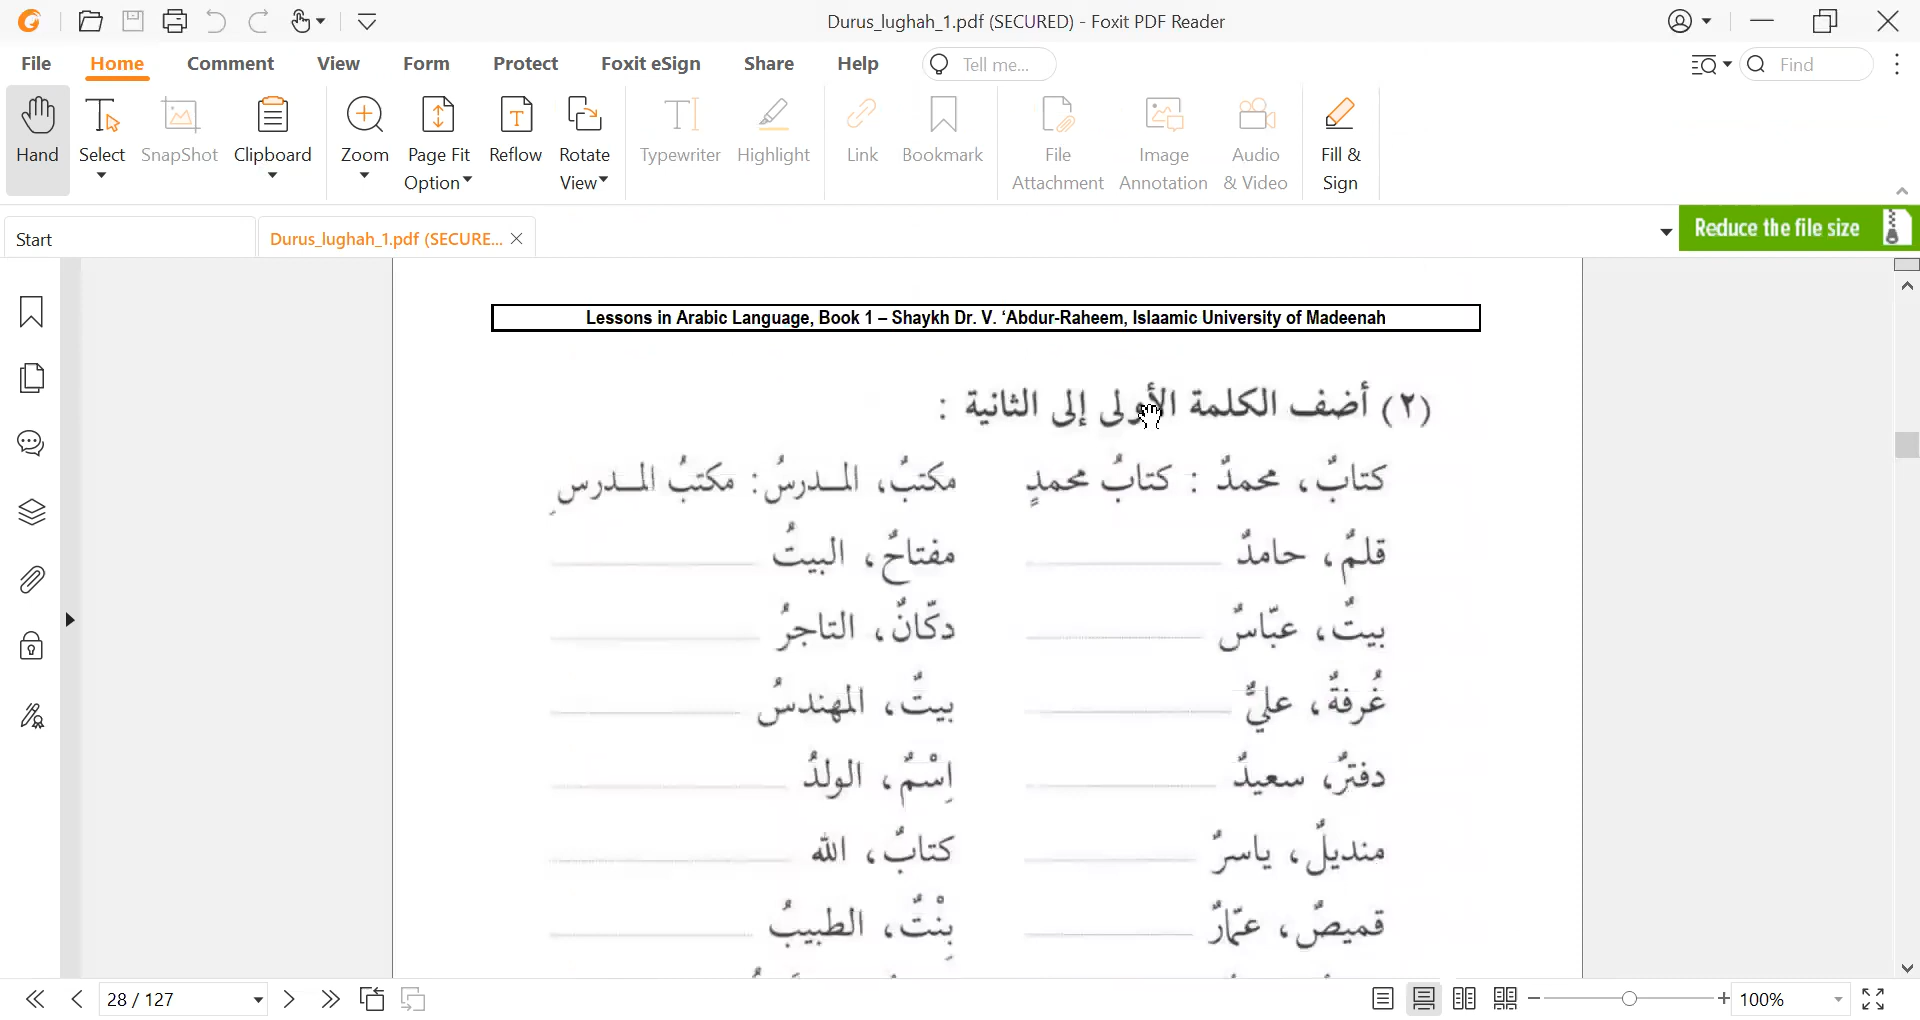 Durus_lughah_1.pdf (SECURED) - Foxit PDF Reader
File Home Comment View Form Protect Foxit eSign Share Help Tell me... Find
Hand Select SnapShot Clipboard Zoom Page Fit Option Reflow Rotate View Typewriter Highlight Link Bookmark File Attachment Image Annotation Audio & Video Fill & Sign
Start Durus_lughah_1.pdf (SECURE... Reduce the file size
Lessons in Arabic Language, Book 1 – Shaykh Dr. V. ‘Abdur-Raheem, Islaamic University of Madeenah
(٢) أضف الكلمة الأولى إلى الثانية :
كتابٌ، محمدٌ : كتابُ محمدٍ مكتبٌ، المـدرسُ: مكتبُ المـدرسِ
قلمٌ، حامدٌ مفتاحٌ، البيتُ
بيتٌ، عبّاسٌ دكّانٌ، التاجرُ
غُرفةٌ، عليٌّ بيتٌ، المهندسُ
دفترٌ، سعيدٌ اِسْمٌ، الولدُ
منديلٌ، ياسرٌ كتابٌ، الله
قميصٌ، عمّارٌ بِنْتٌ، الطبيبُ
28 / 127 100%